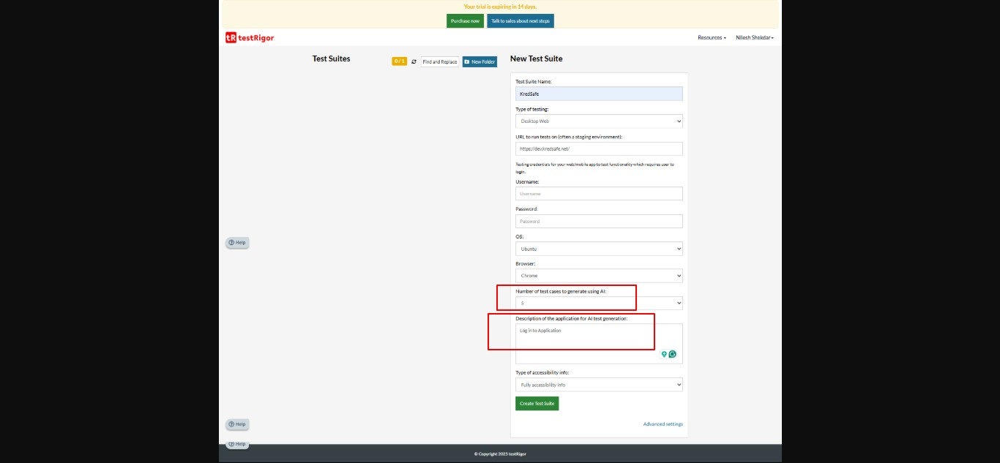 Your trial is expiring in 14 days.
Purchase now
Talk to sales about next steps
tR testRigor
Resources
Nilesh Shekdar
Test Suites
0 / 1
Find and Replace
New Folder
New Test Suite
Test Suite Name:
KredSafe
Type of testing:
Desktop Web
URL to run tests on (often a staging environment):
https://dev.kredsafe.net/
Testing credentials for your web/mobile app to test functionality which requires user to
login.
Username:
Username
Password:
Password
OS:
Ubuntu
Browser:
Chrome
Number of test cases to generate using AI:
5
Description of the application for AI test generation:
Log in to Application
Type of accessibility info:
Fully accessibility info
Create Test Suite
Advanced settings
Help
Help
Help
© Copyright 2025 testRigor